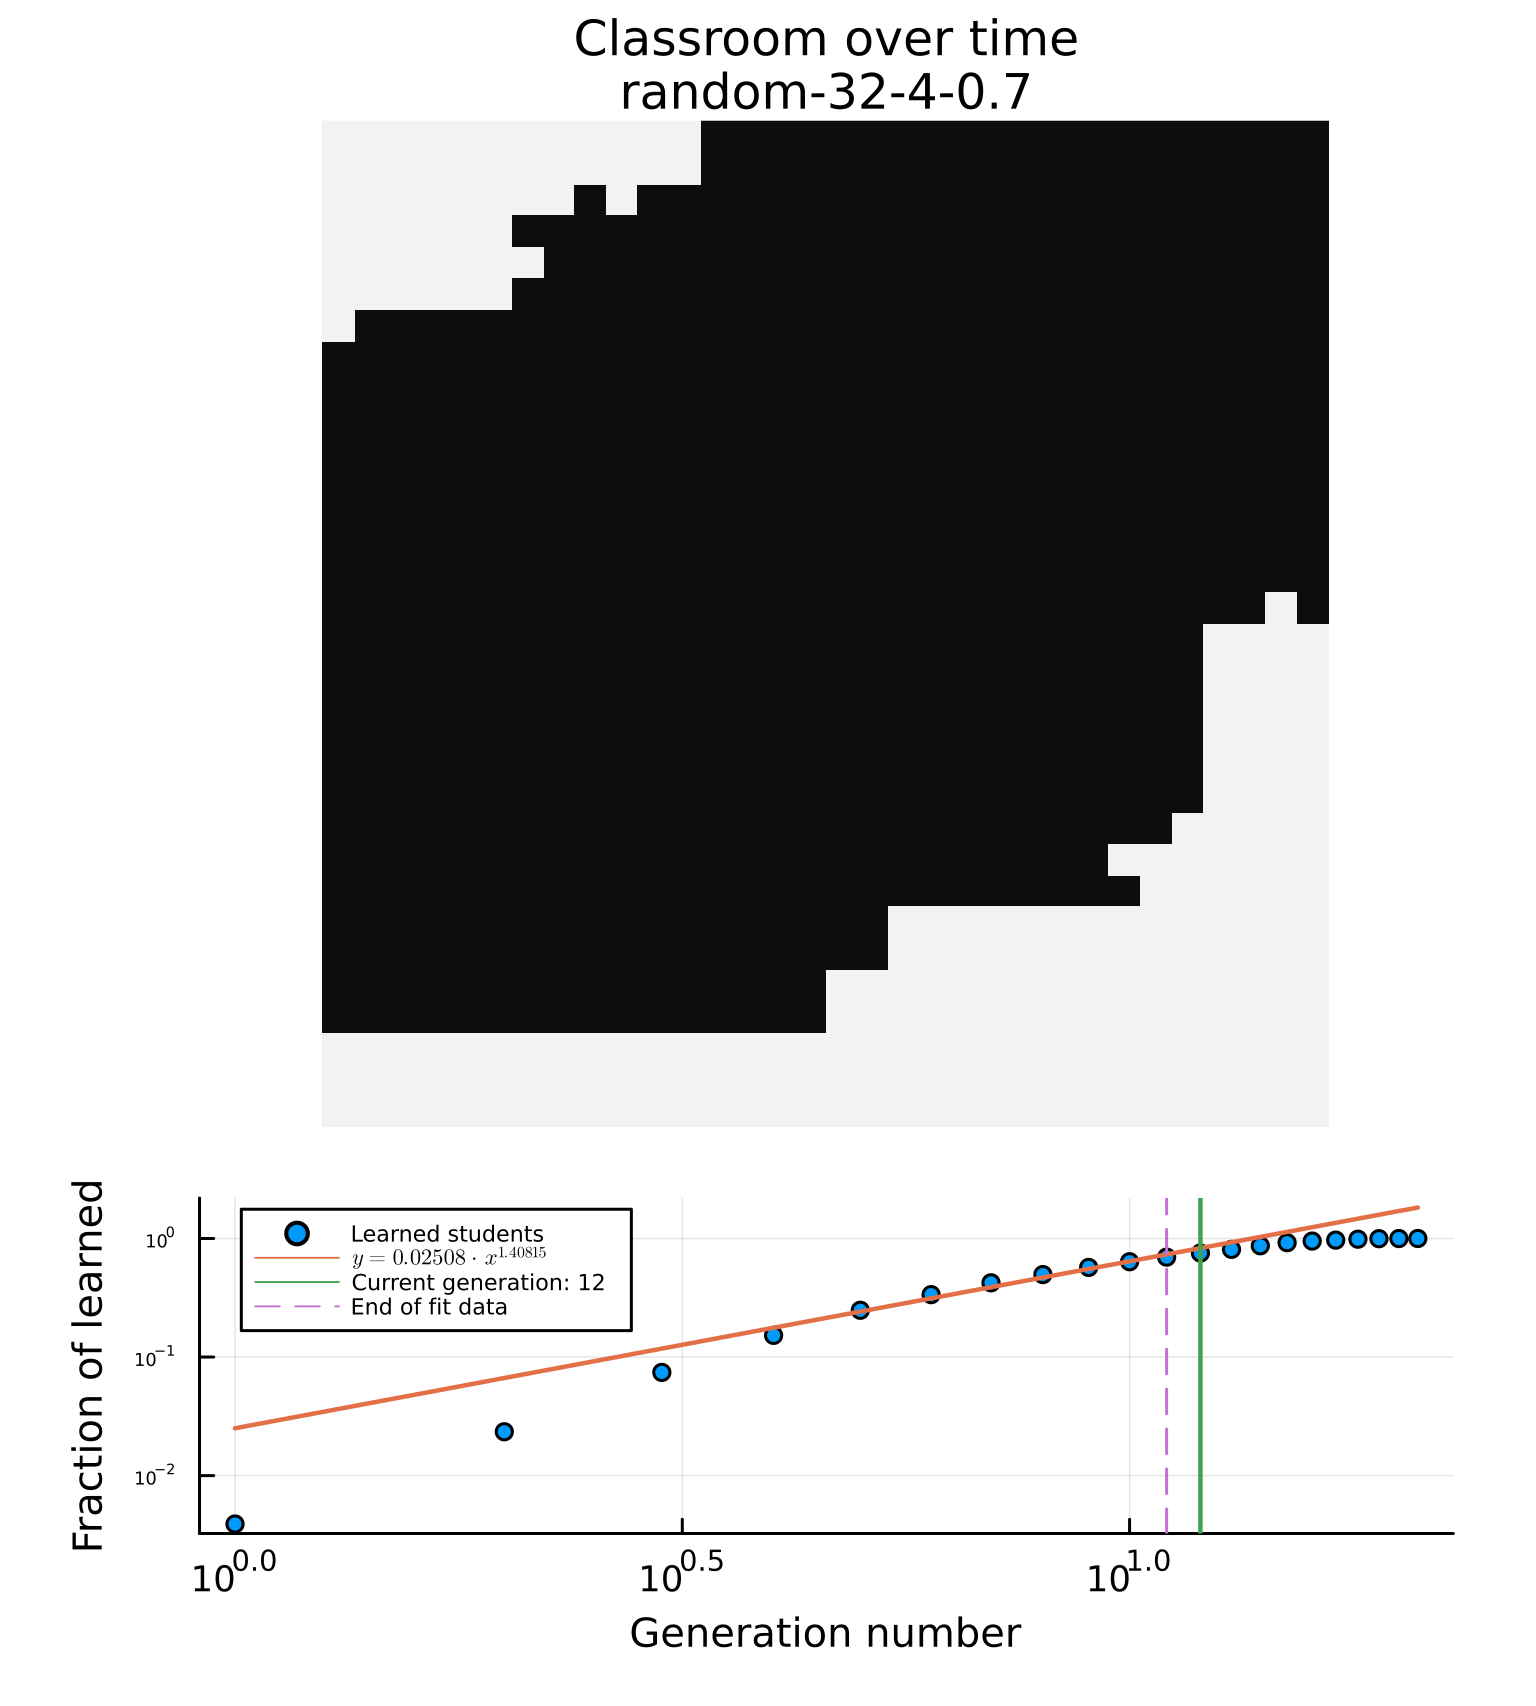 Classroom over time
random-32-4-0.7
Fraction of learned
10⁰
10⁻¹
10⁻²
Learned students
y = 0.02508 · x^1.40815
Current generation: 12
End of fit data
10^0.0
10^0.5
10^1.0
Generation number